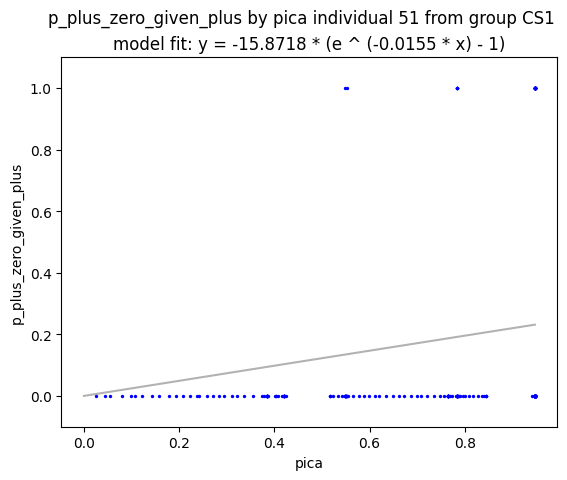 p_plus_zero_given_plus by pica individual 51 from group CS1
model fit: y = -15.8718 * (e ^ (-0.0155 * x) - 1)
p_plus_zero_given_plus
1.0
0.8
0.6
0.4
0.2
0.0
0.0 0.2 0.4 0.6 0.8
pica